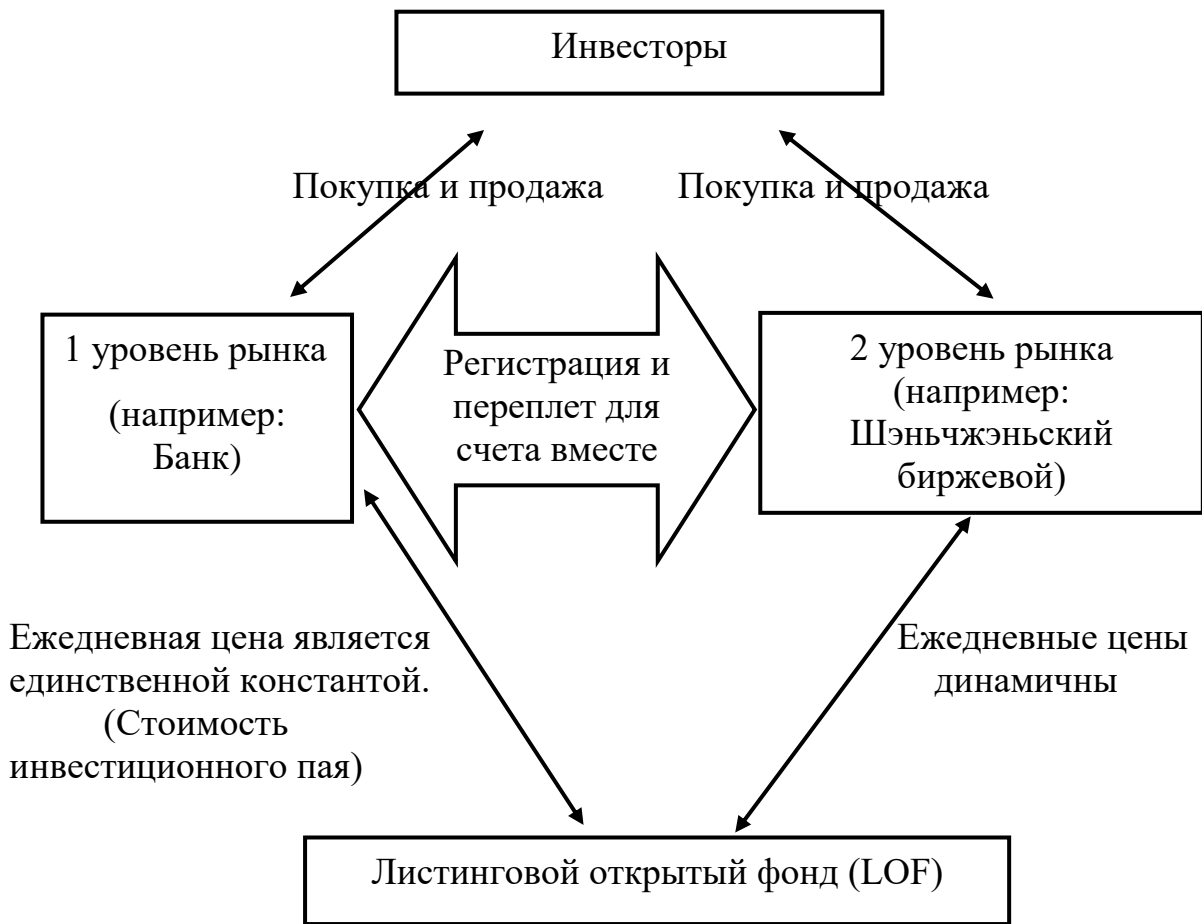 Инвесторы
Покупка и продажа
Покупка и продажа
1 уровень рынка
(например:
Банк)
Регистрация и
переплет для
счета вместе
2 уровень рынка
(например:
Шэньчжэньский
биржевой)
Ежедневная цена является
единственной константой.
(Стоимость
инвестиционного пая)
Ежедневные цены
динамичны
Листинговой открытый фонд (LOF)